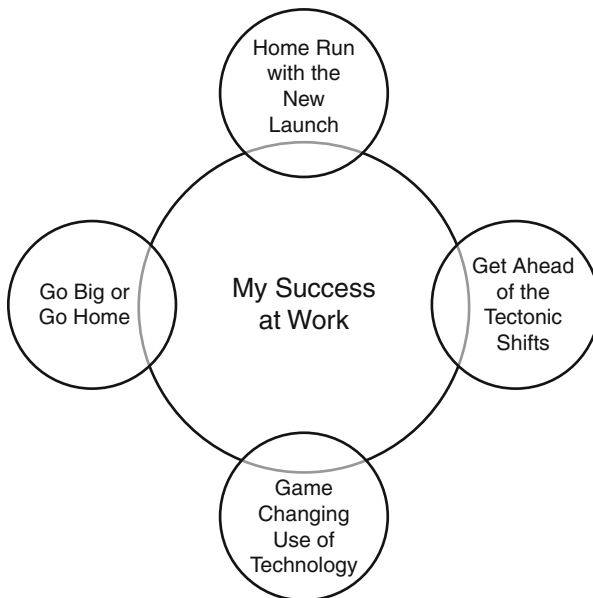 Home Run
with the
New
Launch
Go Big or
Go Home
My Success
at Work
Get Ahead
of the
Tectonic
Shifts
Game
Changing
Use of
Technology